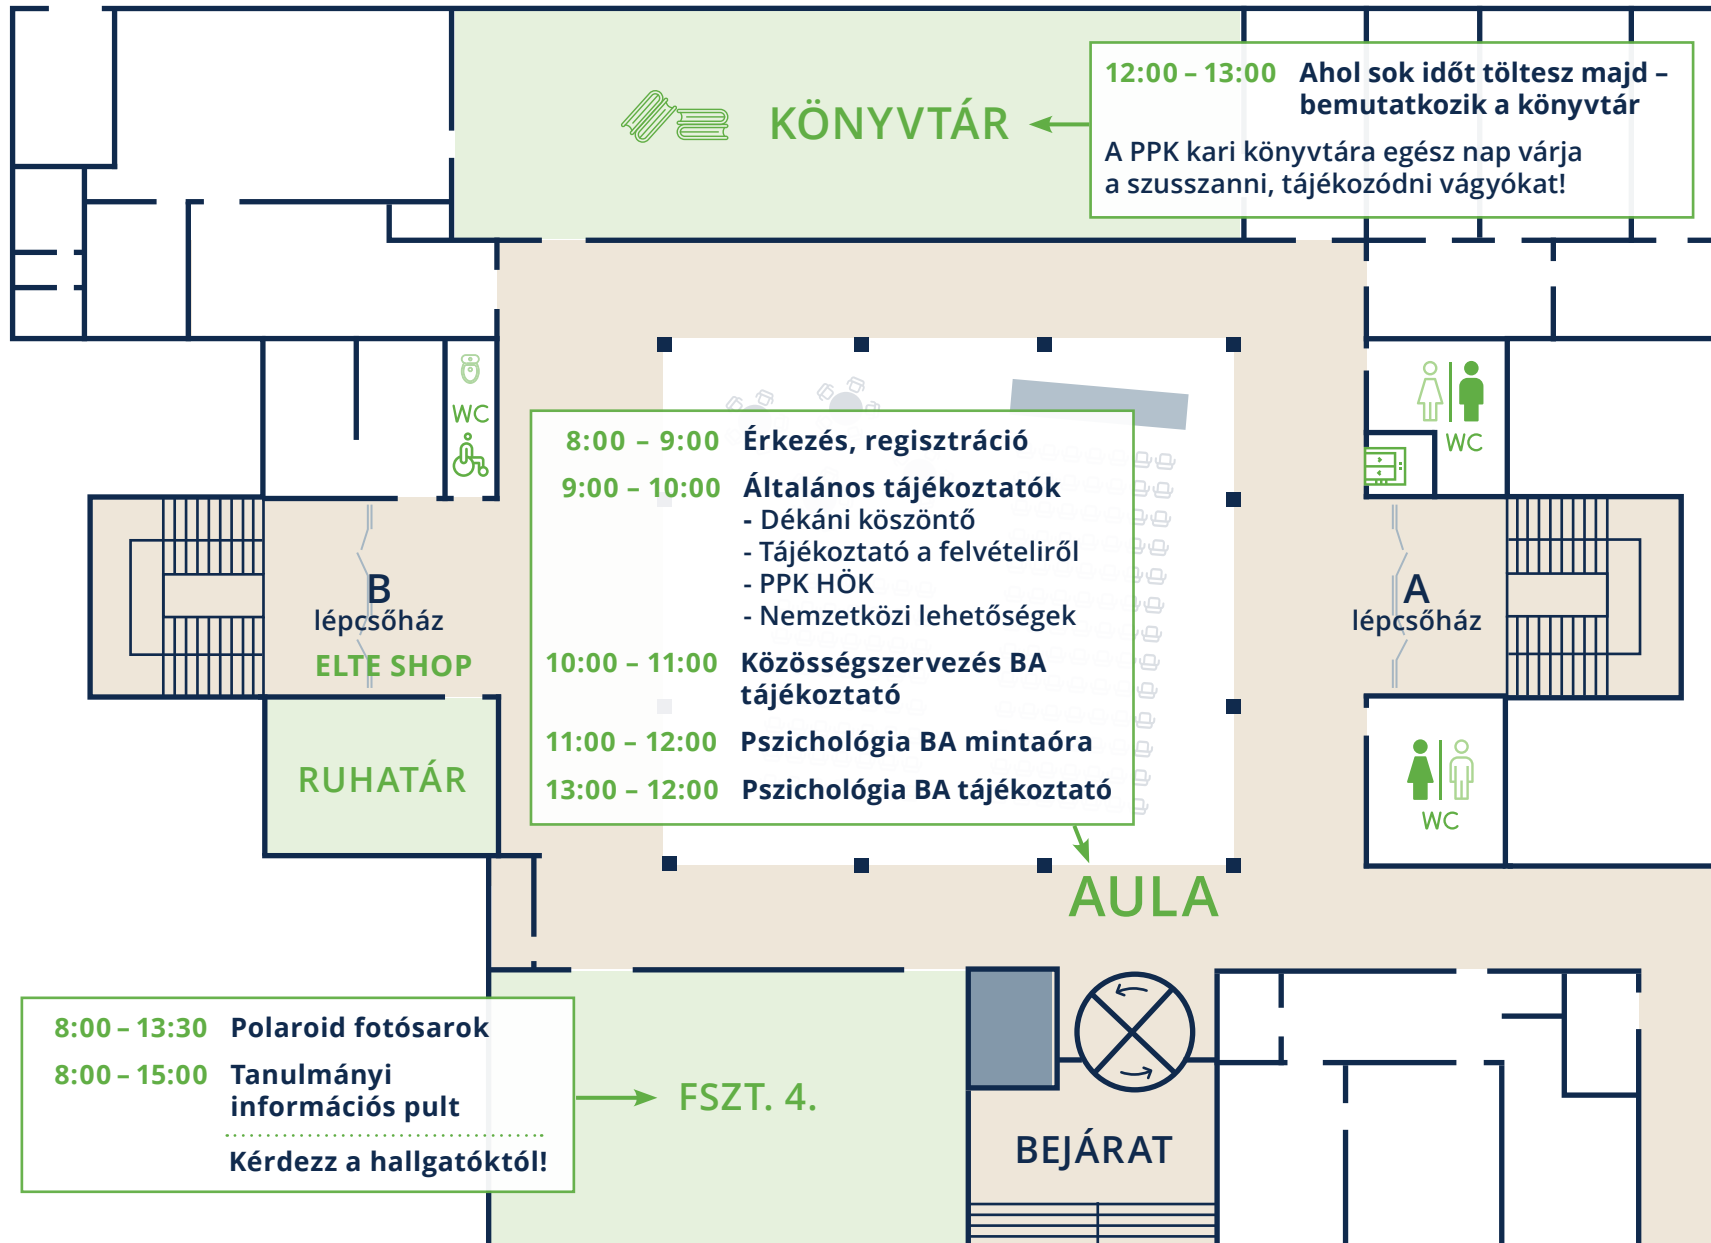 KÖNYVTÁR
12:00 – 13:00 Ahol sok időt töltesz majd –
bemutatkozik a könyvtár
A PPK kari könyvtára egész nap várja
a szusszanni, tájékozódni vágyókat!
WC
WC
8:00 – 9:00 Érkezés, regisztráció
9:00 – 10:00 Általános tájékoztatók
- Dékáni köszöntő
- Tájékoztató a felvételiről
- PPK HÖK
- Nemzetközi lehetőségek
10:00 – 11:00 Közösségszervezés BA
tájékoztató
11:00 – 12:00 Pszichológia BA mintaóra
13:00 – 12:00 Pszichológia BA tájékoztató
B
lépcsőház
ELTE SHOP
A
lépcsőház
RUHATÁR
WC
AULA
8:00 – 13:30 Polaroid fotósarok
8:00 – 15:00 Tanulmányi
információs pult
Kérdezz a hallgatóktól!
FSZT. 4.
BEJÁRAT